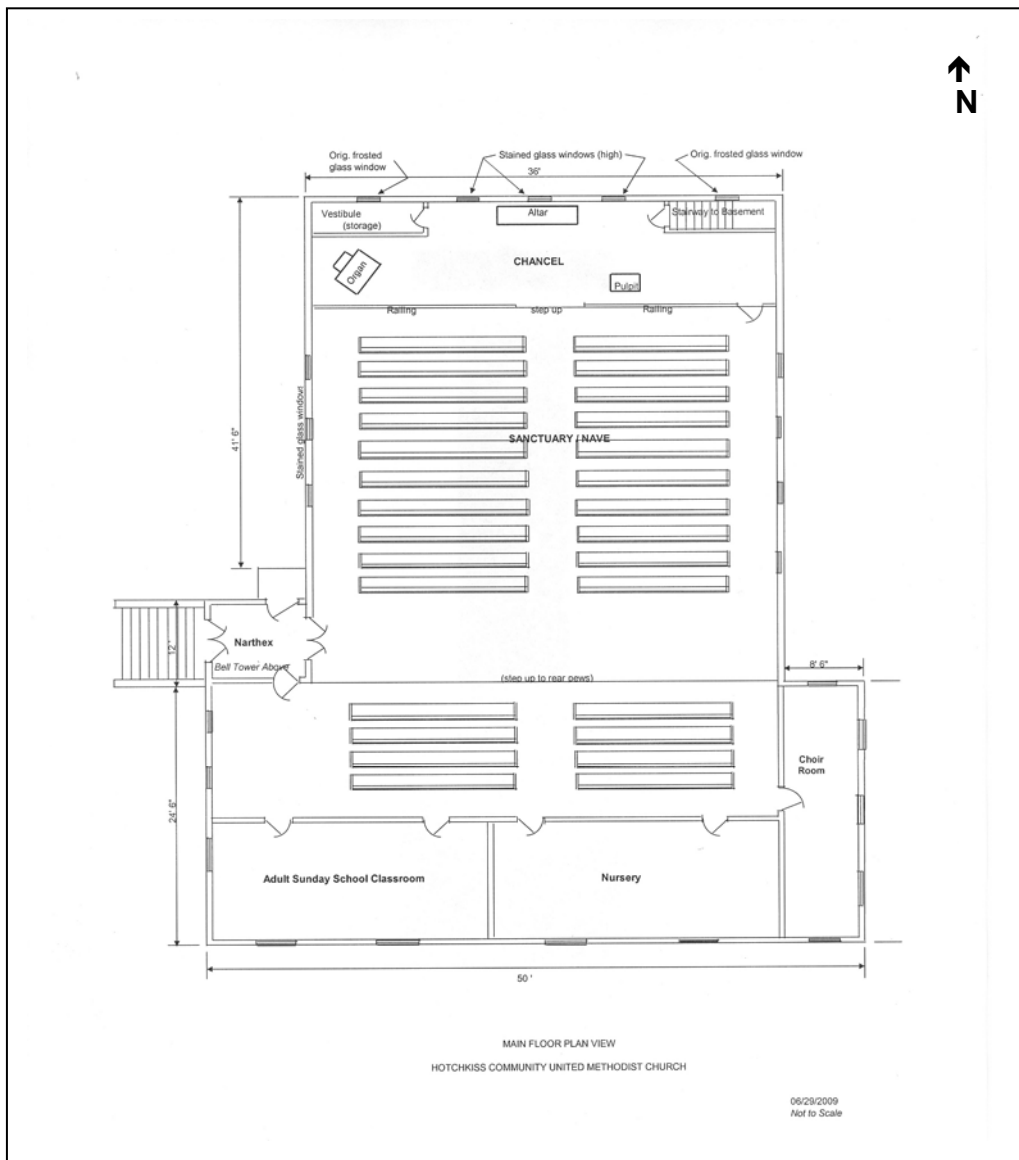 N
Orig. frosted
glass window
Stained glass windows (high)
Orig. frosted glass window
36'
Vestibule
(storage)
Altar
Stairway to Basement
Organ
CHANCEL
Pulpit
Railing
step up
Railing
41' 6"
Stained glass window
SANCTUARY / NAVE
12'
Narthex
Bell Tower Above
(step up to rear pews)
8' 6"
24' 6"
Choir
Room
Adult Sunday School Classroom
Nursery
50 '
MAIN FLOOR PLAN VIEW
HOTCHKISS COMMUNITY UNITED METHODIST CHURCH
06/29/2009
Not to Scale